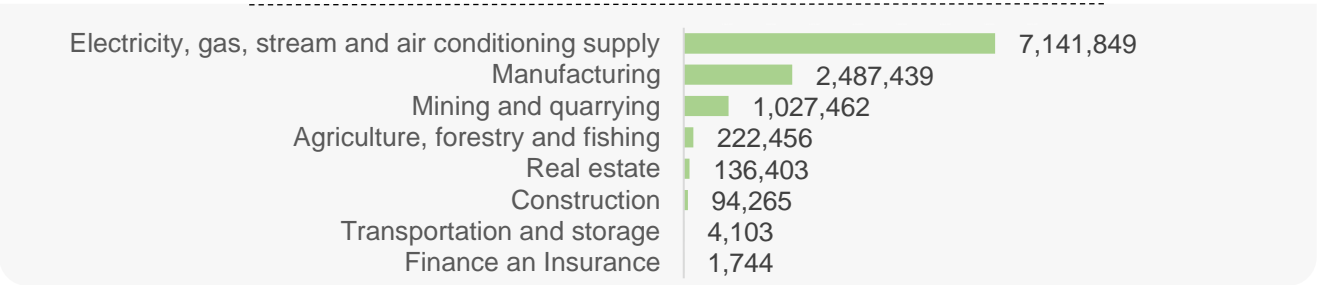 Electricity, gas, stream and air conditioning supply 7,141,849
Manufacturing 2,487,439
Mining and quarrying 1,027,462
Agriculture, forestry and fishing 222,456
Real estate 136,403
Construction 94,265
Transportation and storage 4,103
Finance an Insurance 1,744